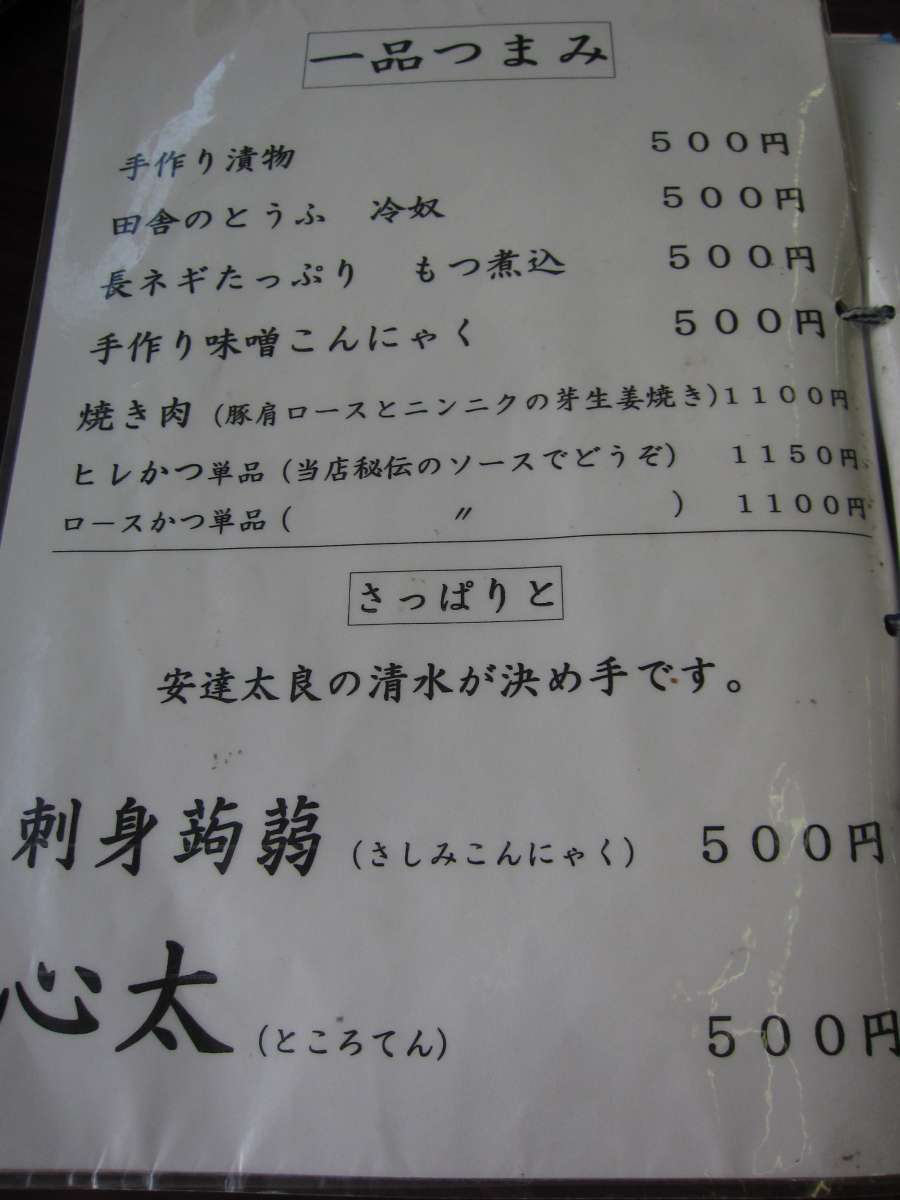 一品つまみ
手作り漬物 500円
田舎のとうふ 冷奴 500円
長ネギたっぷり もつ煮込 500円
手作り味噌こんにゃく 500円
焼き肉(豚肩ロースとニンニクの芽生姜焼き)1100円
ヒレかつ単品(当店秘伝のソースでどうぞ) 1150円
ロースかつ単品( 〃 ) 1100円
さっぱりと
安達太良の清水が決め手です。
刺身蒟蒻(さしみこんにゃく) 500円
心太(ところてん) 500円